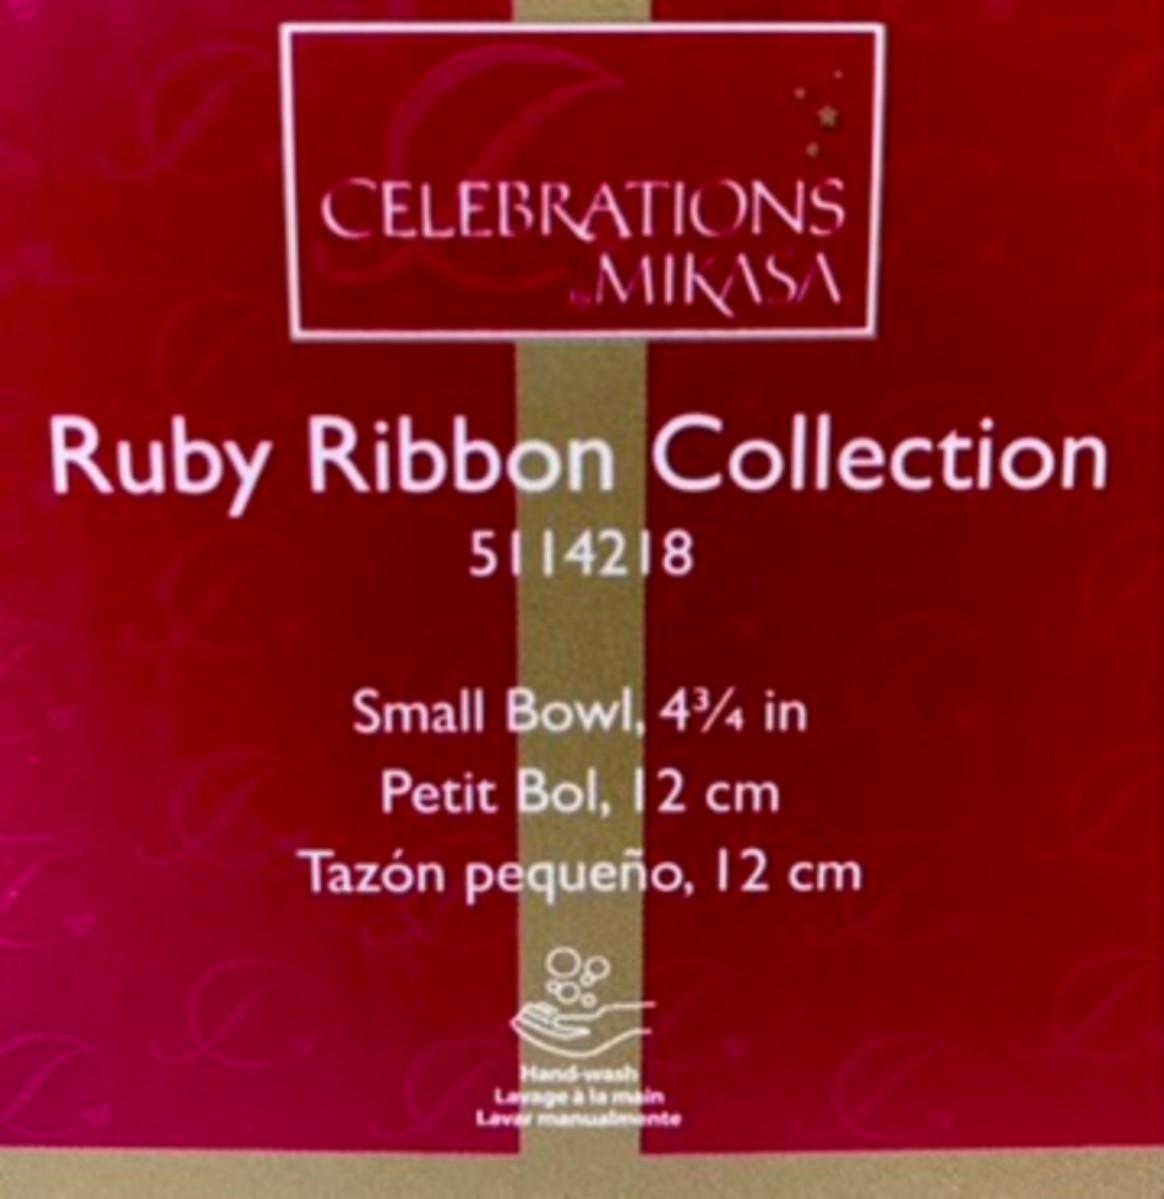 CELEBRATIONS
by MIKASA
Ruby Ribbon Collection
5114218
Small Bowl, 4¾ in
Petit Bol, 12 cm
Tazón pequeño, 12 cm
Hand-wash
Lavage à la main
Lavar manualmente